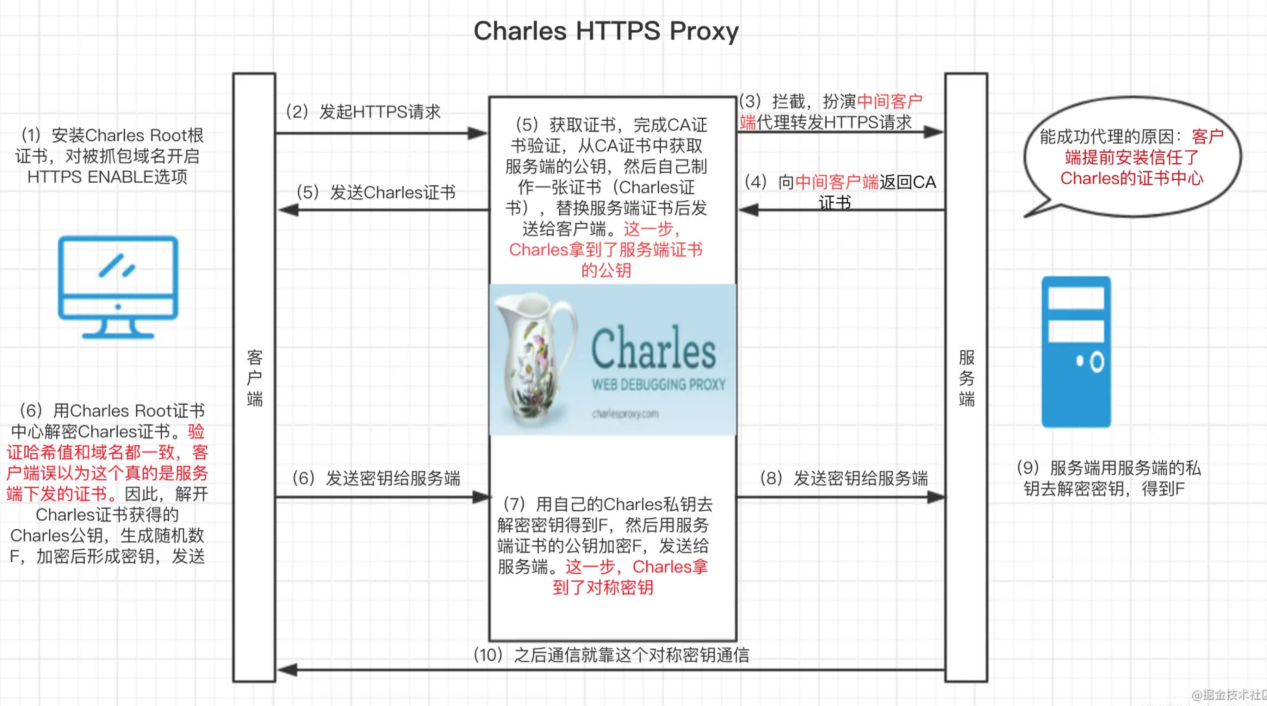 Charles HTTPS Proxy
(1）安装Charles Root根
证书，对被抓包域名开启
HTTPS ENABLE选项
（2）发起HTTPS请求
（5）发送Charles证书
（5）获取证书，完成CA证
书验证，从CA证书中获取
服务端的公钥，然后自己制
作一张证书（Charles证
书），替换服务端证书后发
送给客户端。这一步，
Charles拿到了服务端证书
的公钥
（3）拦截，扮演中间客户
端代理转发HTTPS请求
（4）向中间客户端返回CA
证书
能成功代理的原因：客户
端提前安装信任了
Charles的证书中心
Charles
WEB DEBUGGING PROXY
charlesproxy.com
客
户
端
服
务
端
（6）用Charles Root证书
中心解密Charles证书。验
证哈希值和域名都一致，客
户端误以为这个真的是服务
端下发的证书。因此，解开
Charles证书获得的
Charles公钥，生成随机数
F，加密后形成密钥，发送
（6）发送密钥给服务端
（7）用自己的Charles私钥去
解密密钥得到F，然后用服务
端证书的公钥加密F，发送给
服务端。这一步，Charles拿
到了对称密钥
（8）发送密钥给服务端
（9）服务端用服务端的私
钥去解密密钥，得到F
（10）之后通信就靠这个对称密钥通信
@掘金技术社区